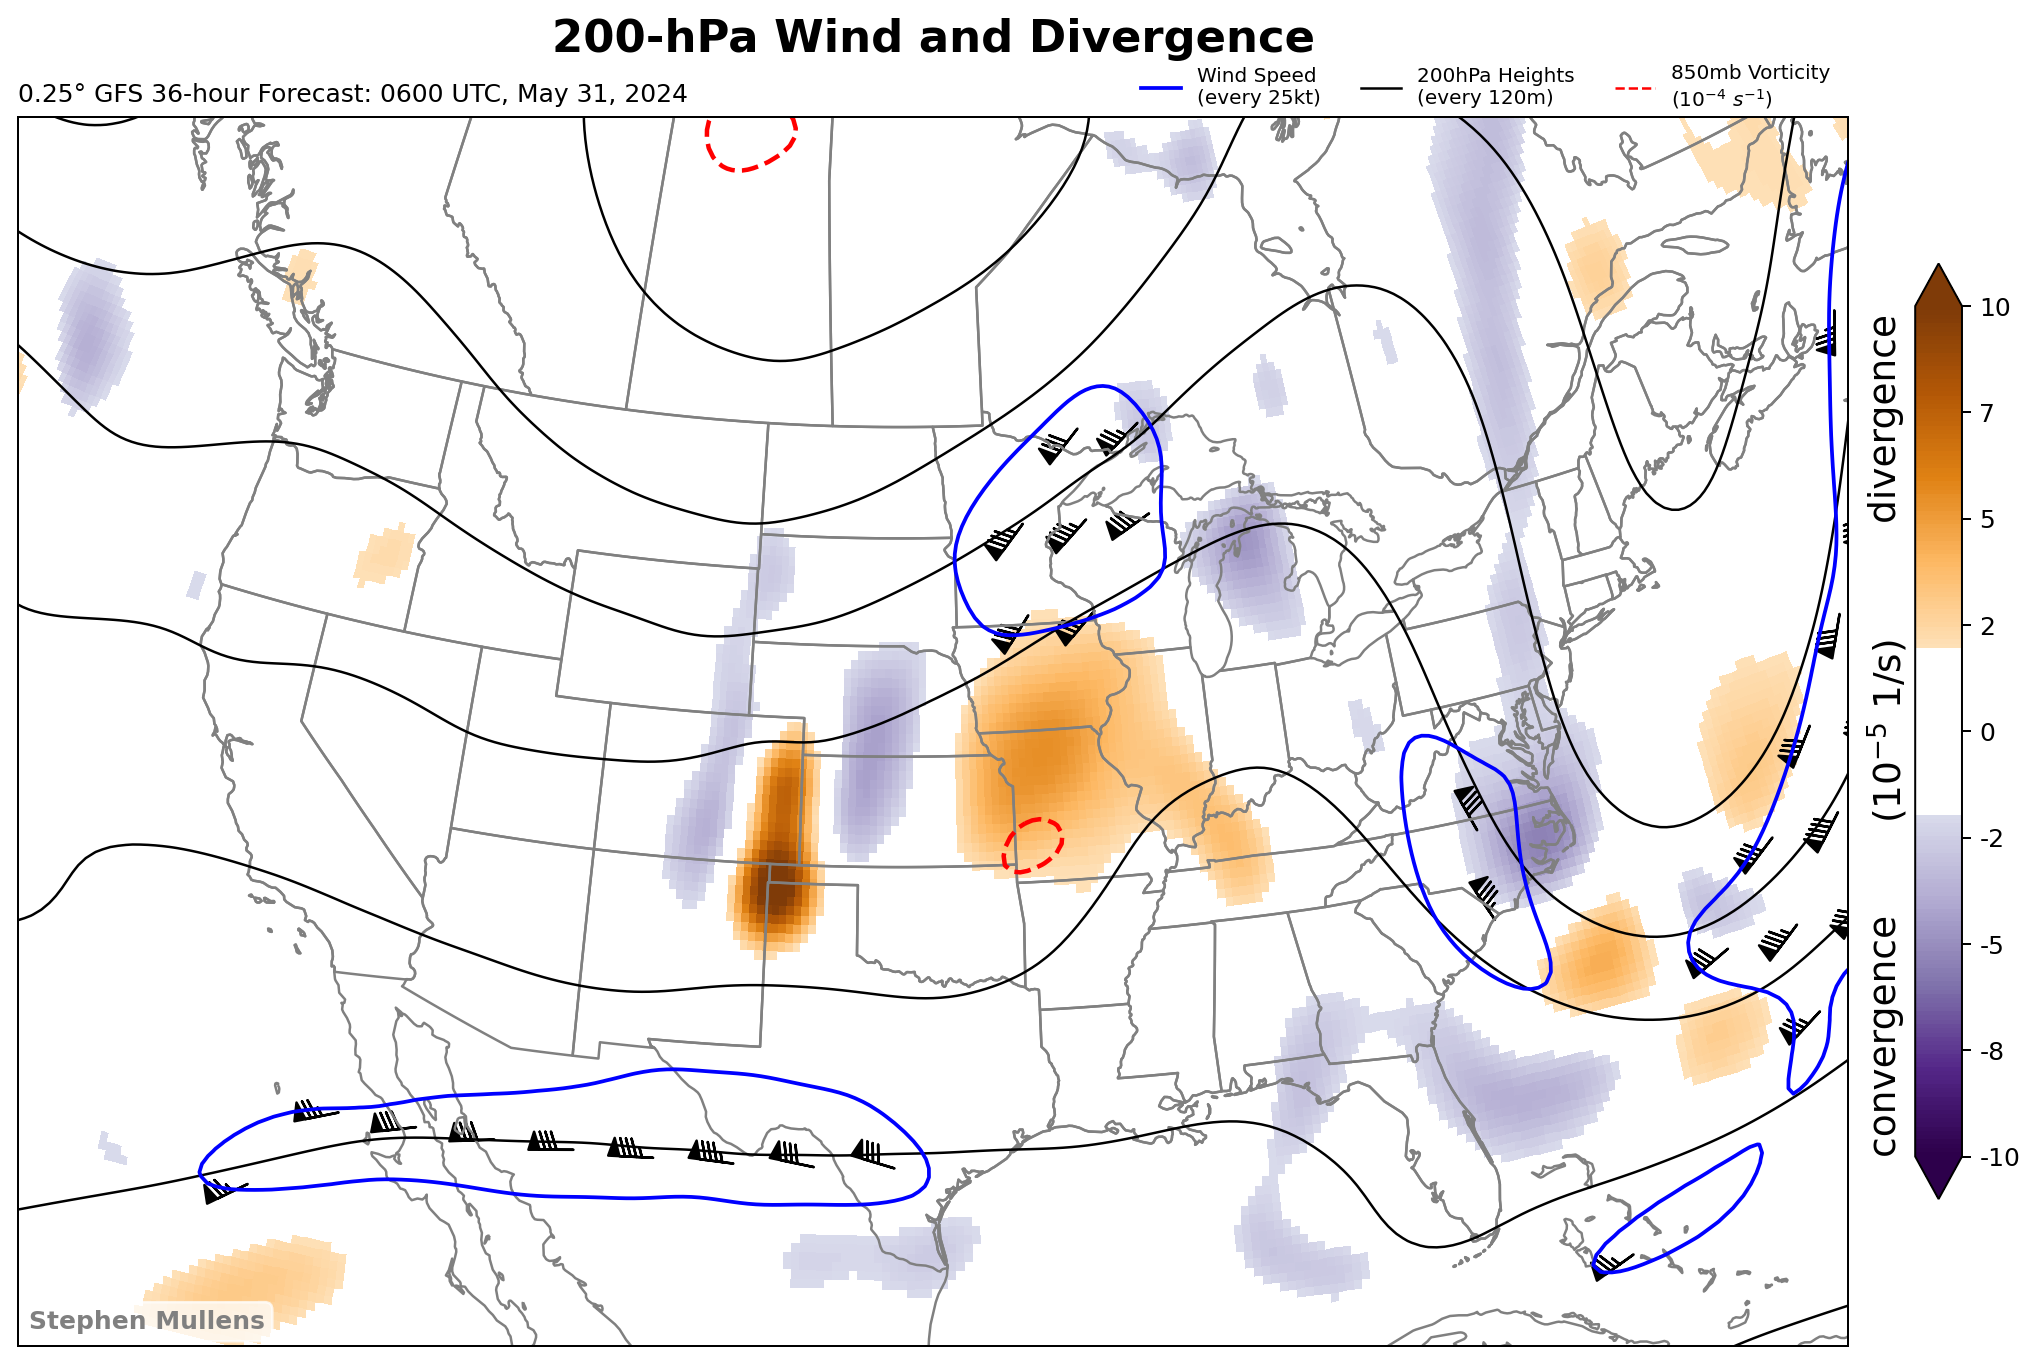 200-hPa Wind and Divergence
0.25° GFS 36-hour Forecast: 0600 UTC, May 31, 2024
Wind Speed
(every 25kt)
200hPa Heights
(every 120m)
850mb Vorticity
(10⁻⁴ s⁻¹)
10
7
5
2
0
-2
-5
-8
-10
convergence (10⁻⁵ 1/s) divergence
Stephen Mullens